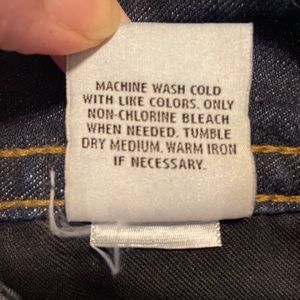 MACHINE WASH COLD
WITH LIKE COLORS. ONLY
NON-CHLORINE BLEACH
WHEN NEEDED. TUMBLE
DRY MEDIUM. WARM IRON
IF NECESSARY.